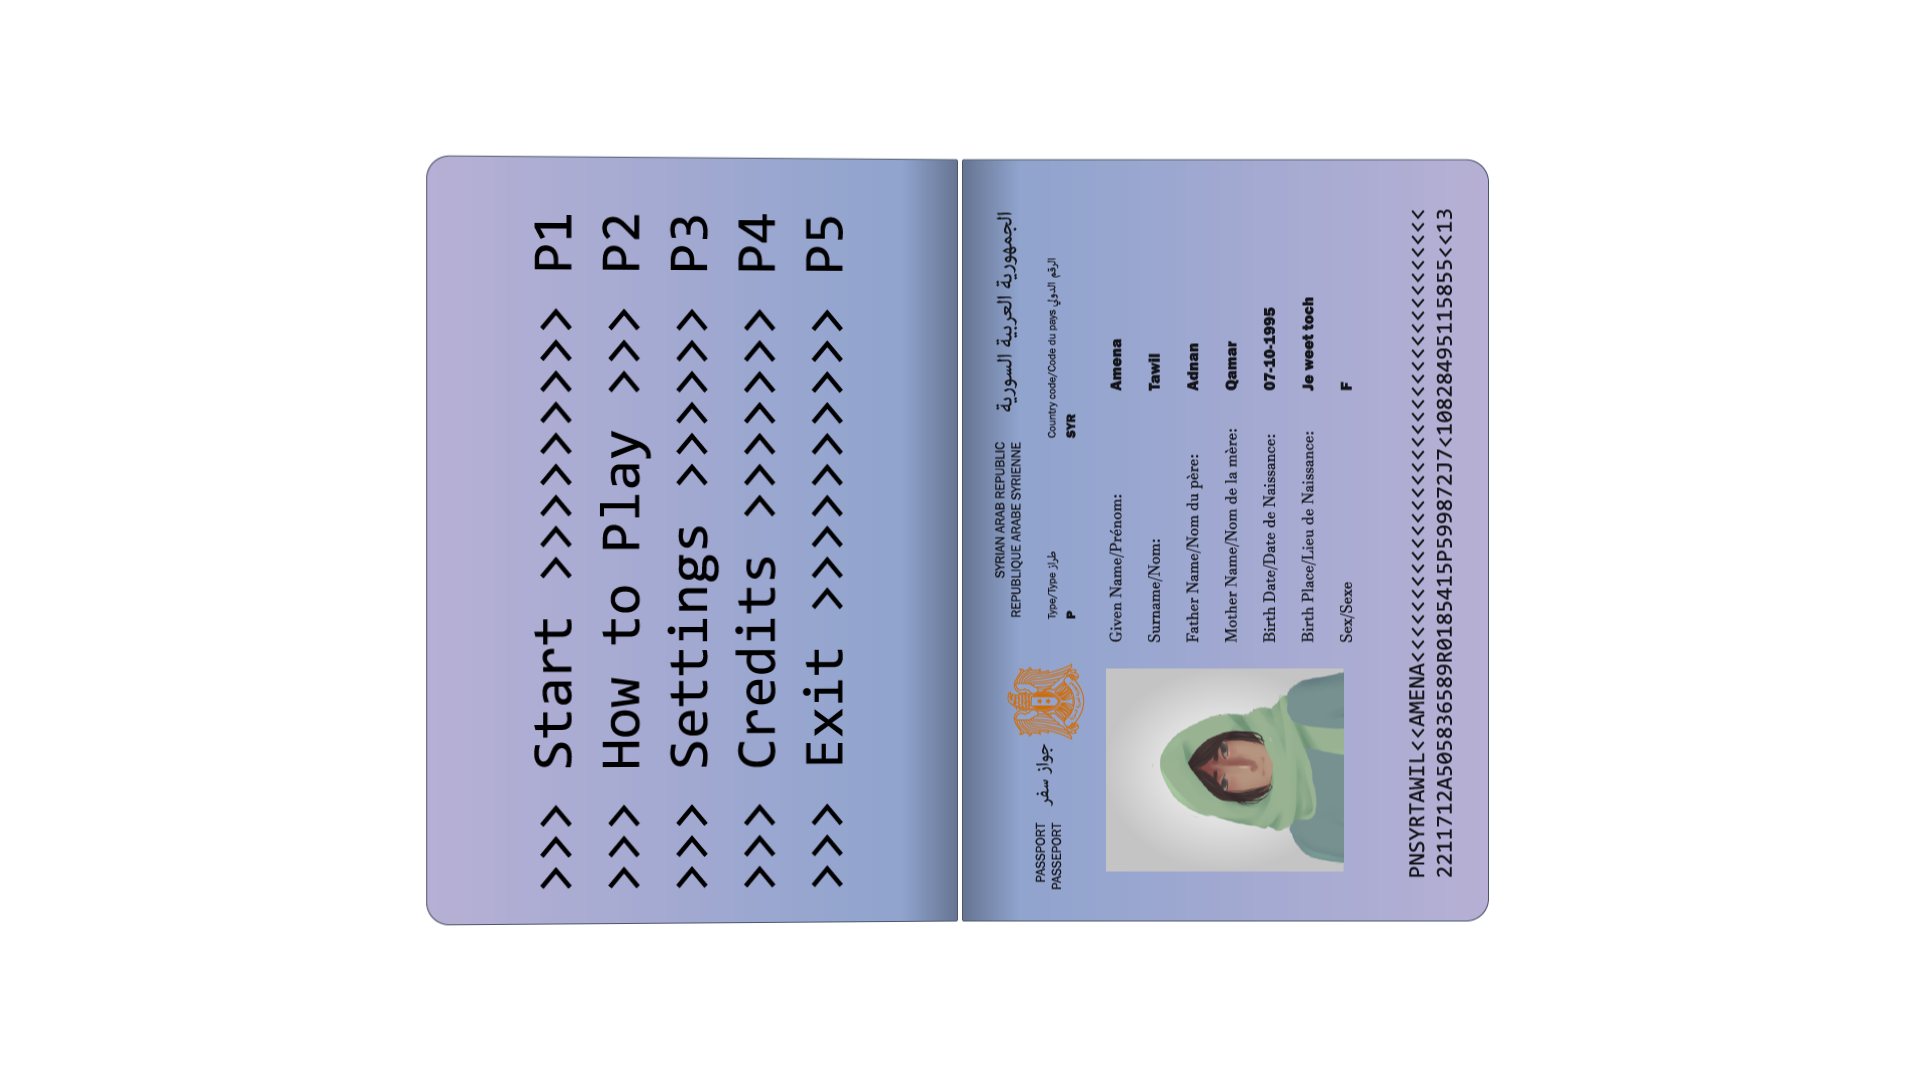 >>> Start >>>>>>>>> P1
>>> How to Play >>> P2
>>> Settings >>>>>> P3
>>> Credits >>>>>>> P4
>>> Exit >>>>>>>>>> P5
SYRIAN ARAB REPUBLIC
REPUBLIQUE ARABE SYRIENNE
الجمهورية العربية السورية
PASSPORT
PASSEPORT
جواز سفر
Type/Type طراز
P
Country code/Code du pays الرقم الدولي
SYR
Given Name/Prénom: Amena
Surname/Nom: Tawil
Father Name/Nom du père: Adnan
Mother Name/Nom de la mère: Qamar
Birth Date/Date de Naissance: 07-10-1995
Birth Place/Lieu de Naissance: Je weet toch
Sex/Sexe F
PNSYRTAWIL<<AMENA<<<<<<<<<<<<<<<<<<<<<<<<<<<<<<<<<<<<
2211712A505836589R0185415P599872J7<10828495115855<<13